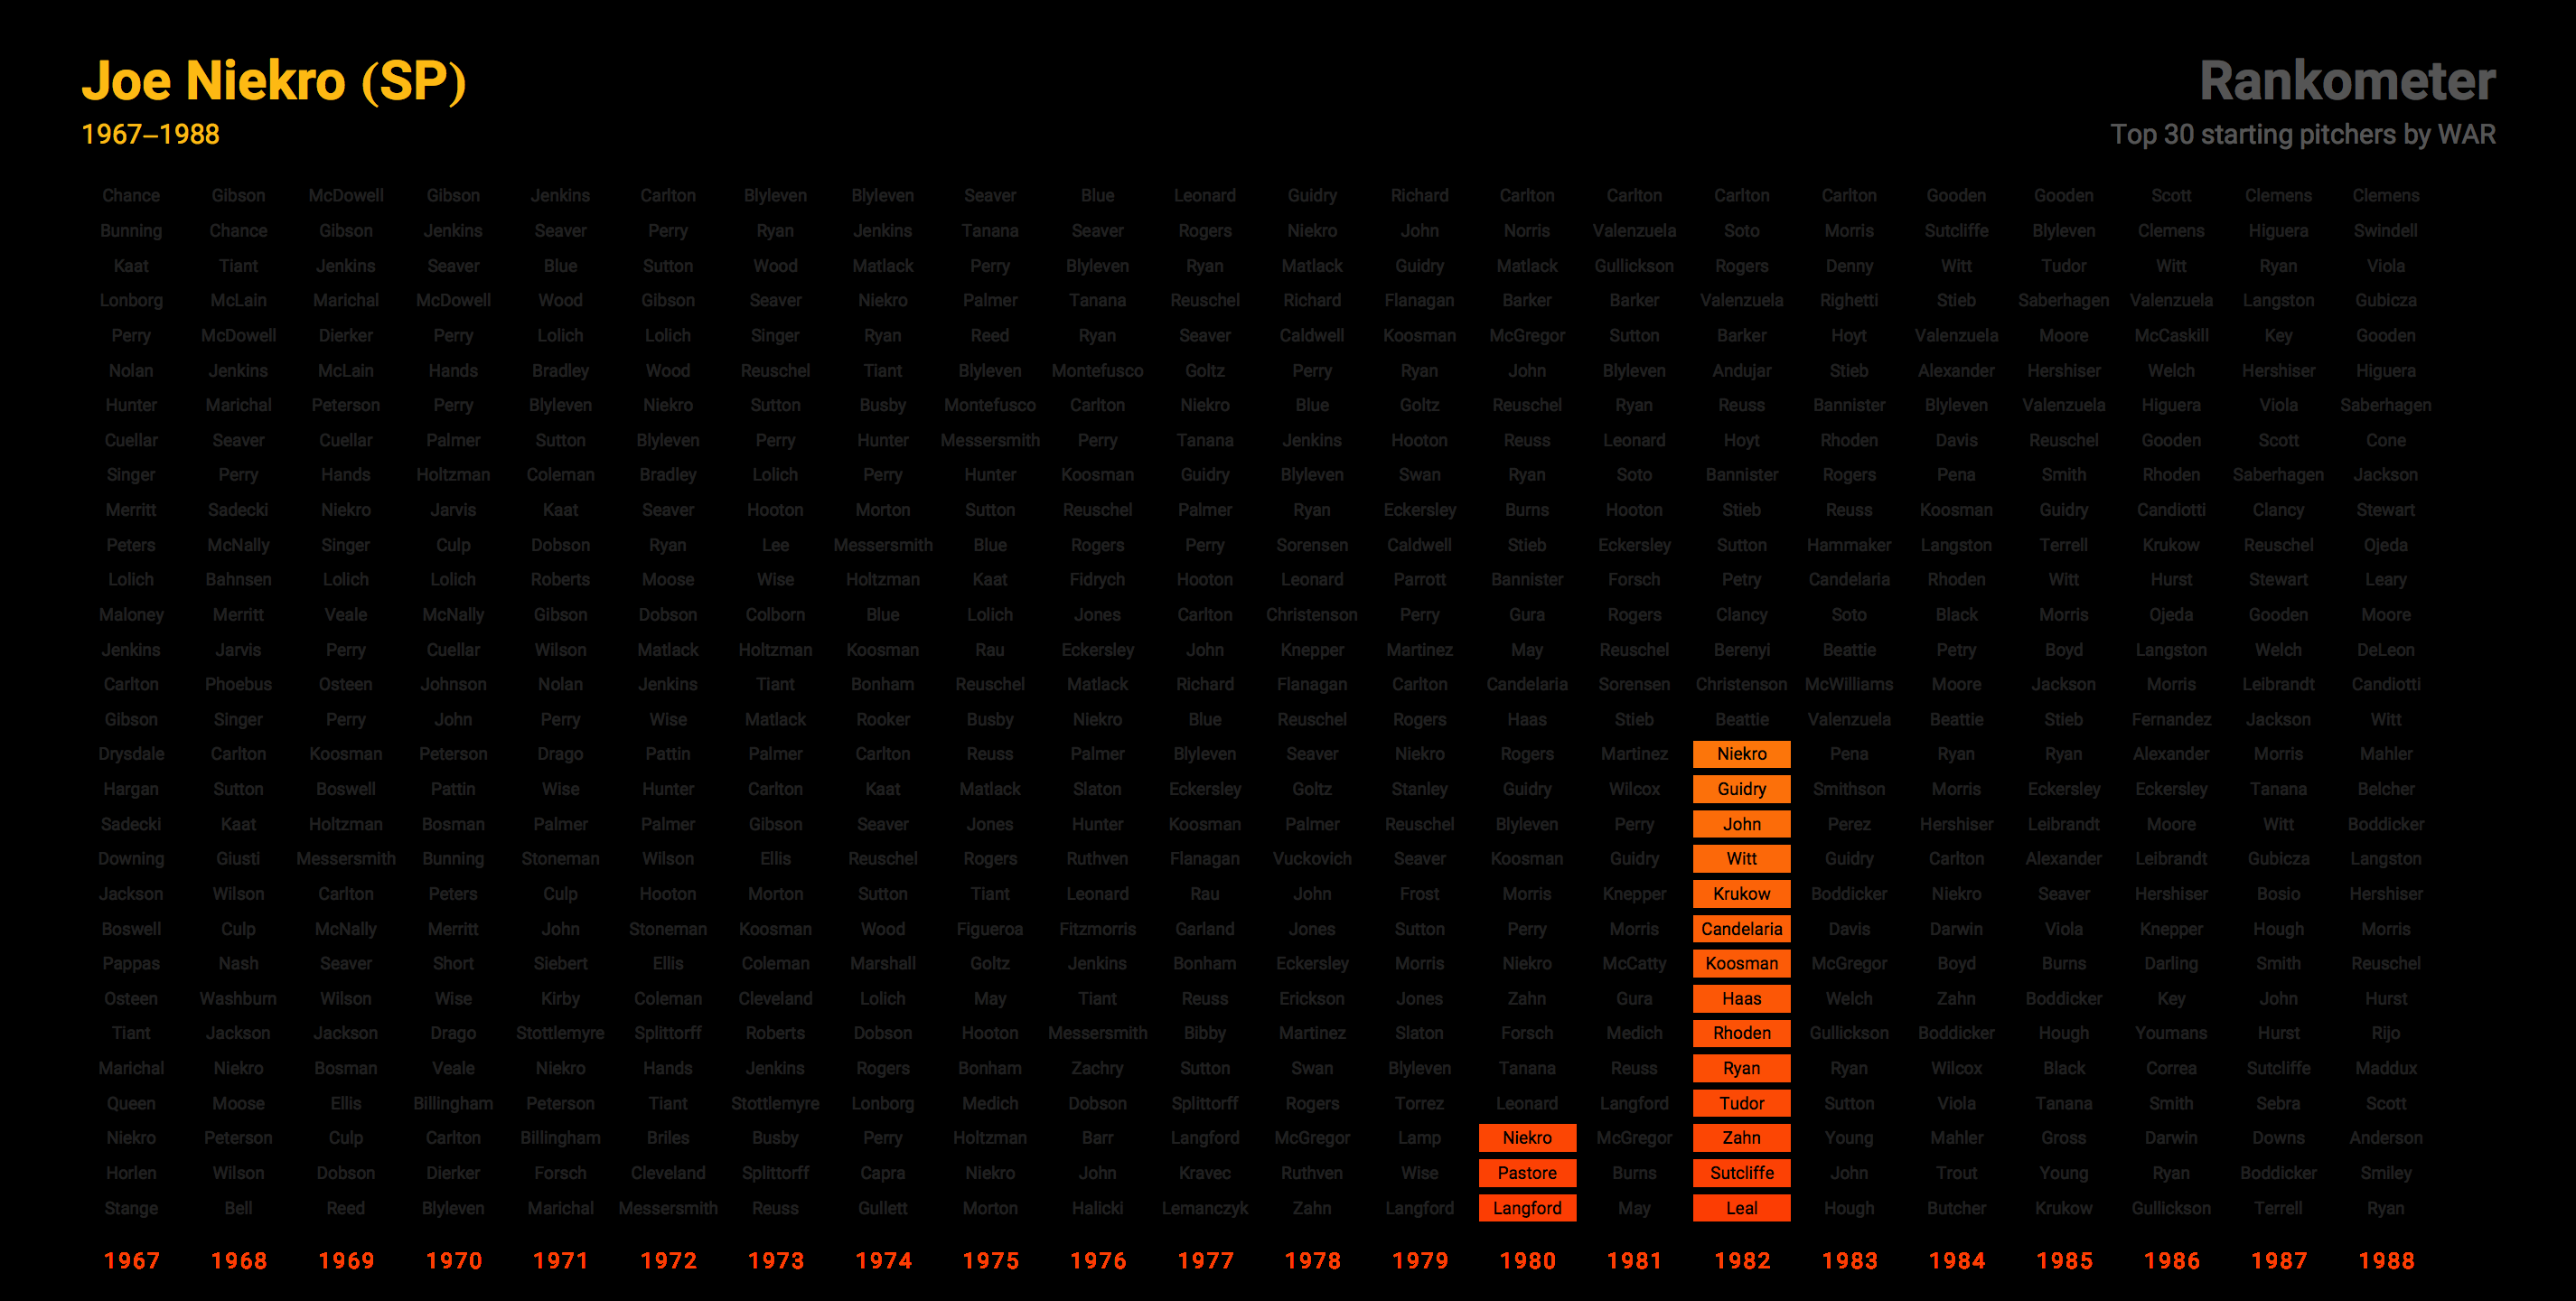 Joe Niekro (SP)
Rankometer
1967–1988
Top 30 starting pitchers by WAR
Chance Gibson McDowell Gibson Jenkins Carlton Blyleven Blyleven Seaver Blue Leonard Guidry Richard Carlton Carlton Carlton Carlton Gooden Gooden Scott Clemens Clemens
Bunning Chance Gibson Jenkins Seaver Perry Ryan Jenkins Tanana Seaver Rogers Niekro John Norris Valenzuela Soto Morris Sutcliffe Blyleven Clemens Higuera Swindell
Kaat Tiant Jenkins Seaver Blue Sutton Wood Matlack Perry Blyleven Ryan Matlack Guidry Matlack Gullickson Rogers Denny Witt Tudor Witt Ryan Viola
Lonborg McLain Marichal McDowell Wood Gibson Seaver Niekro Palmer Tanana Reuschel Richard Flanagan Barker Barker Valenzuela Righetti Stieb Saberhagen Valenzuela Langston Gubicza
Perry McDowell Dierker Perry Lolich Lolich Singer Ryan Reed Ryan Seaver Caldwell Koosman McGregor Sutton Barker Hoyt Valenzuela Moore McCaskill Key Gooden
Nolan Jenkins McLain Hands Bradley Wood Reuschel Tiant Blyleven Montefusco Goltz Perry Ryan John Blyleven Andujar Stieb Alexander Hershiser Welch Hershiser Higuera
Hunter Marichal Peterson Perry Blyleven Niekro Sutton Busby Montefusco Carlton Niekro Blue Goltz Reuschel Ryan Reuss Bannister Blyleven Valenzuela Higuera Viola Saberhagen
Cuellar Seaver Cuellar Palmer Sutton Blyleven Perry Hunter Messersmith Perry Tanana Jenkins Hooton Reuss Leonard Hoyt Rhoden Davis Reuschel Gooden Scott Cone
Singer Perry Hands Holtzman Coleman Bradley Lolich Perry Hunter Koosman Guidry Blyleven Swan Ryan Soto Bannister Rogers Pena Smith Rhoden Saberhagen Jackson
Merritt Sadecki Niekro Jarvis Kaat Seaver Hooton Morton Sutton Reuschel Palmer Ryan Eckersley Burns Hooton Stieb Reuss Koosman Guidry Candiotti Clancy Stewart
Peters McNally Singer Culp Dobson Ryan Lee Messersmith Blue Rogers Perry Sorensen Caldwell Stieb Eckersley Sutton Hammaker Langston Terrell Krukow Reuschel Ojeda
Lolich Bahnsen Lolich Lolich Roberts Moose Wise Holtzman Kaat Fidrych Hooton Leonard Parrott Bannister Forsch Petry Candelaria Rhoden Witt Hurst Stewart Leary
Maloney Merritt Veale McNally Gibson Dobson Colborn Blue Lolich Jones Carlton Christenson Perry Gura Rogers Clancy Soto Black Morris Ojeda Gooden Moore
Jenkins Jarvis Perry Cuellar Wilson Matlack Holtzman Koosman Rau Eckersley John Knepper Martinez May Reuschel Berenyi Beattie Petry Boyd Langston Welch DeLeon
Carlton Phoebus Osteen Johnson Nolan Jenkins Tiant Bonham Reuschel Matlack Richard Flanagan Carlton Candelaria Sorensen Christenson McWilliams Moore Jackson Morris Leibrandt Candiotti
Gibson Singer Perry John Perry Wise Matlack Rooker Busby Niekro Blue Reuschel Rogers Haas Stieb Beattie Valenzuela Beattie Stieb Fernandez Jackson Witt
Drysdale Carlton Koosman Peterson Drago Pattin Palmer Carlton Reuss Palmer Blyleven Seaver Niekro Rogers Martinez Niekro Pena Ryan Ryan Alexander Morris Mahler
Hargan Sutton Boswell Pattin Wise Hunter Carlton Kaat Matlack Slaton Eckersley Goltz Stanley Guidry Wilcox Guidry Smithson Morris Eckersley Eckersley Tanana Belcher
Sadecki Kaat Holtzman Bosman Palmer Palmer Gibson Seaver Jones Hunter Koosman Palmer Reuschel Blyleven Perry John Perez Hershiser Leibrandt Moore Witt Boddicker
Downing Giusti Messersmith Bunning Stoneman Wilson Ellis Reuschel Rogers Ruthven Flanagan Vuckovich Seaver Koosman Guidry Witt Guidry Carlton Alexander Leibrandt Gubicza Langston
Jackson Wilson Carlton Peters Culp Hooton Morton Sutton Tiant Leonard Rau John Frost Morris Knepper Krukow Boddicker Niekro Seaver Hershiser Bosio Hershiser
Boswell Culp McNally Merritt John Stoneman Koosman Wood Figueroa Fitzmorris Garland Jones Sutton Perry Morris Candelaria Davis Darwin Viola Knepper Hough Morris
Pappas Nash Seaver Short Siebert Ellis Coleman Marshall Goltz Jenkins Bonham Eckersley Morris Niekro McCatty Koosman McGregor Boyd Burns Darling Smith Reuschel
Osteen Washburn Wilson Wise Kirby Coleman Cleveland Lolich May Tiant Reuss Erickson Jones Zahn Gura Haas Welch Zahn Boddicker Key John Hurst
Tiant Jackson Jackson Drago Stottlemyre Splittorff Roberts Dobson Hooton Messersmith Bibby Martinez Slaton Forsch Medich Rhoden Gullickson Boddicker Hough Youmans Hurst Rijo
Marichal Niekro Bosman Veale Niekro Hands Jenkins Rogers Bonham Zachry Sutton Swan Blyleven Tanana Reuss Ryan Ryan Wilcox Black Correa Sutcliffe Maddux
Queen Moose Ellis Billingham Peterson Tiant Stottlemyre Lonborg Medich Dobson Splittorff Rogers Torrez Leonard Langford Tudor Sutton Viola Tanana Smith Sebra Scott
Niekro Peterson Culp Carlton Billingham Briles Busby Perry Holtzman Barr Langford McGregor Lamp Niekro McGregor Zahn Young Mahler Gross Darwin Downs Anderson
Horlen Wilson Dobson Dierker Forsch Cleveland Splittorff Capra Niekro John Kravec Ruthven Wise Pastore Burns Sutcliffe John Trout Young Ryan Boddicker Smiley
Stange Bell Reed Blyleven Marichal Messersmith Reuss Gullett Morton Halicki Lemanczyk Zahn Langford Langford May Leal Hough Butcher Krukow Gullickson Terrell Ryan
1967 1968 1969 1970 1971 1972 1973 1974 1975 1976 1977 1978 1979 1980 1981 1982 1983 1984 1985 1986 1987 1988